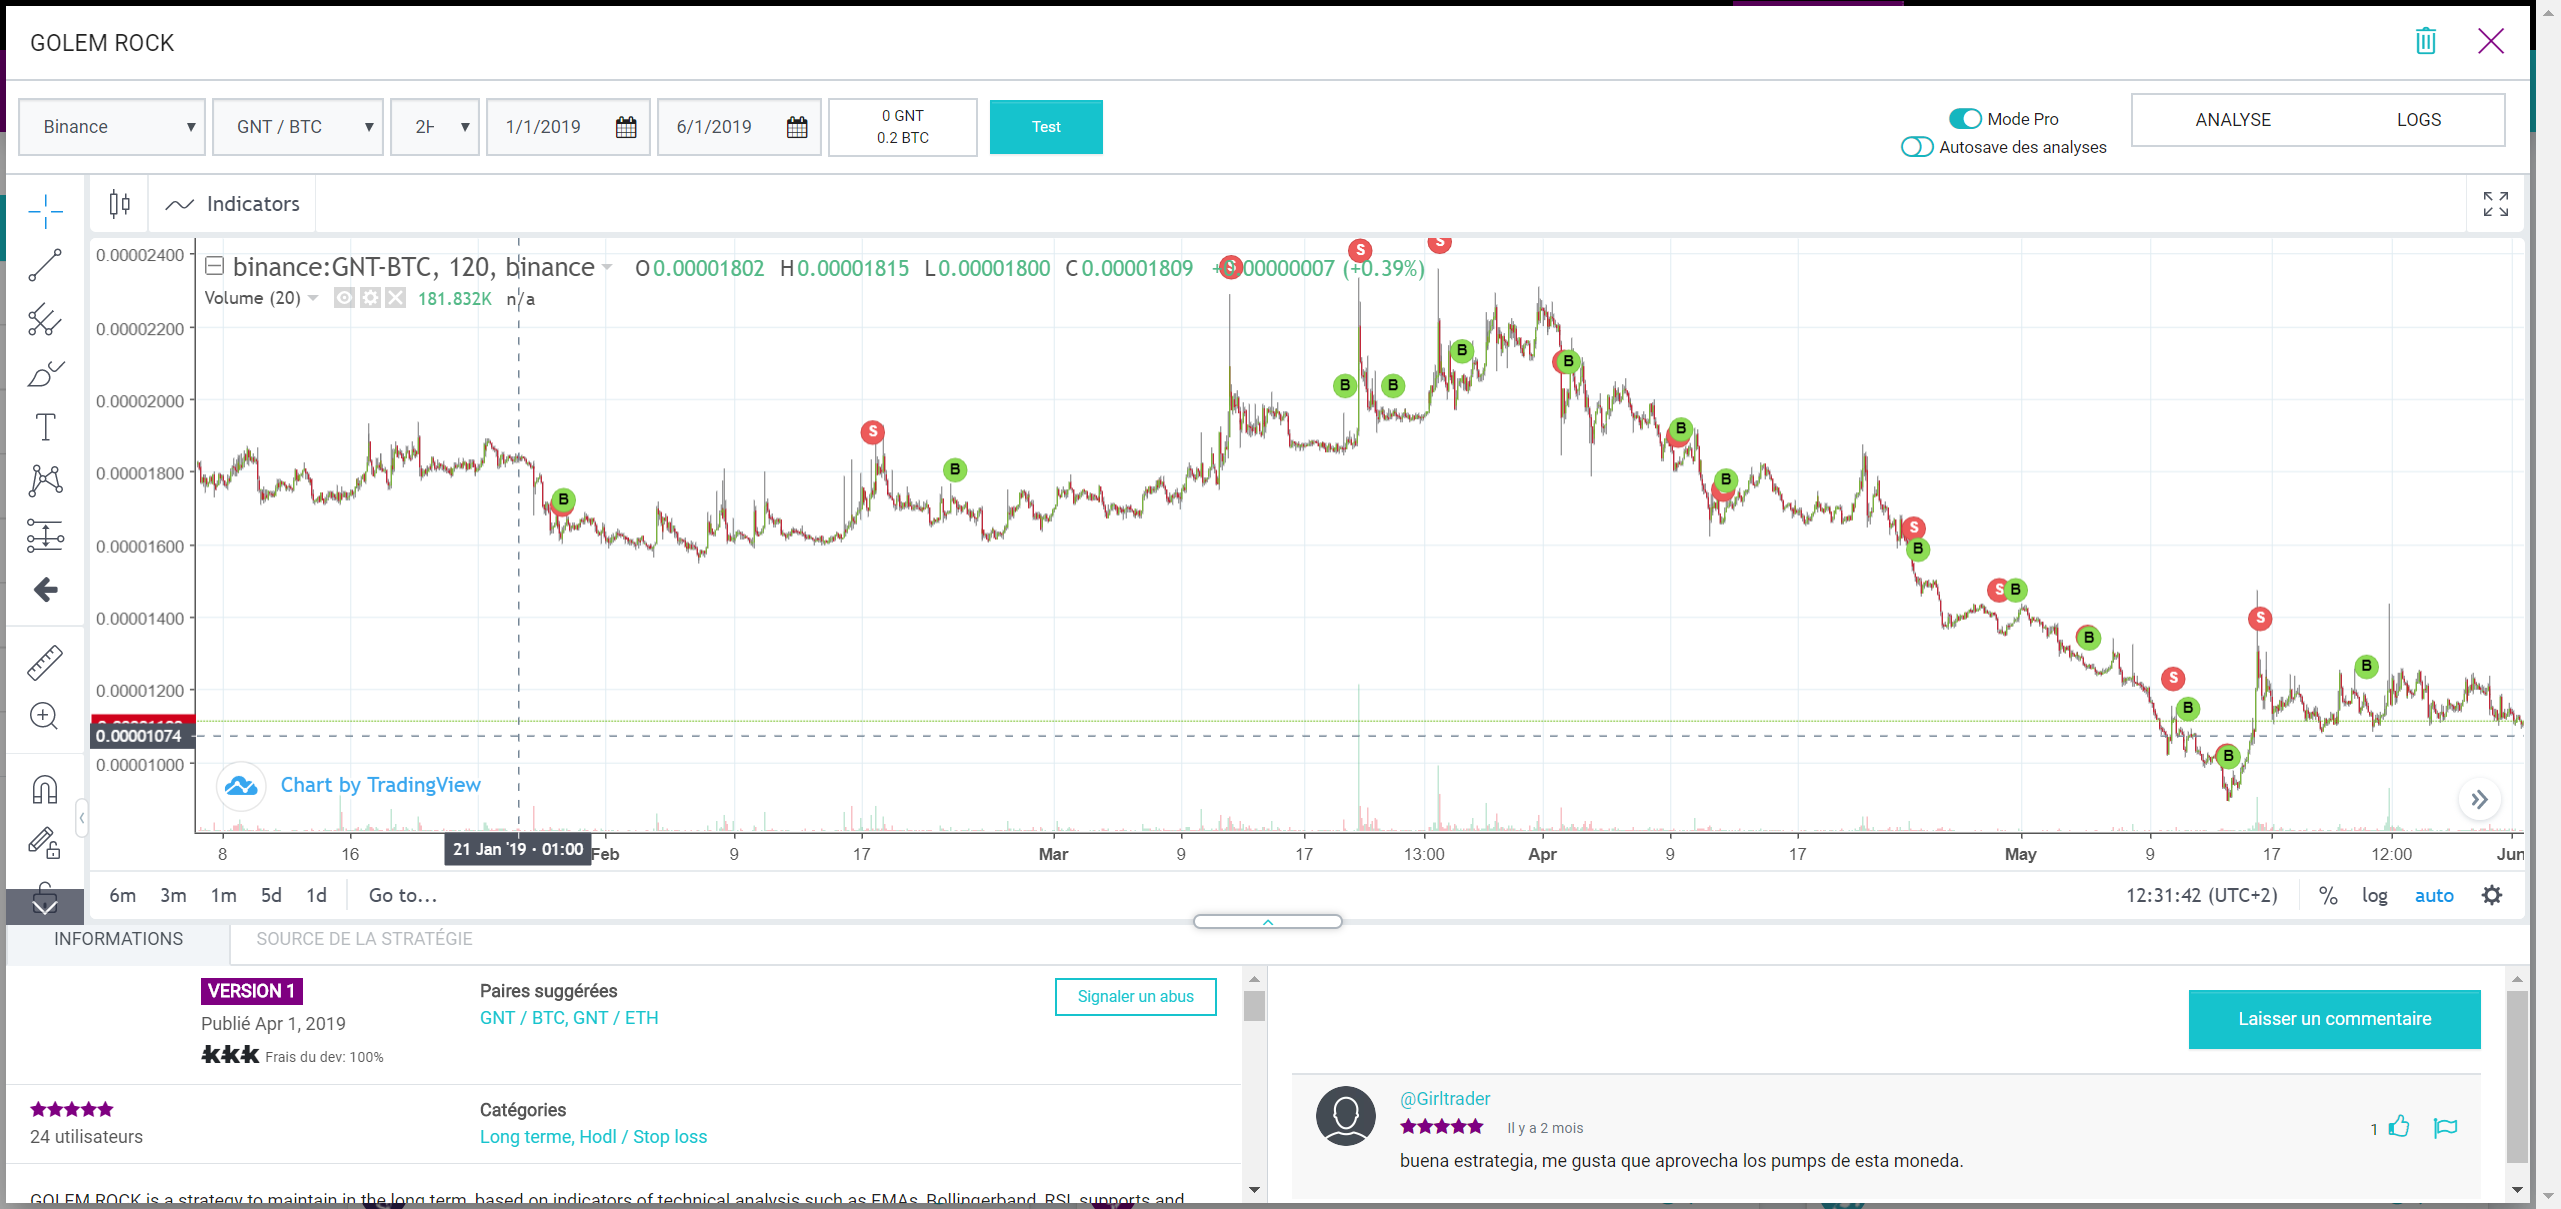 GOLEM ROCK
Binance
GNT / BTC
2H
1/1/2019
6/1/2019
0 GNT
0.2 BTC
Test
Mode Pro
Autosave des analyses
ANALYSE
LOGS
Indicators
binance:GNT-BTC, 120, binance O 0.00001802 H 0.00001815 L 0.00001800 C 0.00001809 +0.00000007 (+0.39%)
Volume (20) 181.832K n/a
0.00002400
0.00002200
0.00002000
0.00001800
0.00001600
0.00001400
0.00001200
0.00001074
0.00001000
S
S
S
B
B
B
B
S
B
B
B
B
S
B
S
B
B
S
S
B
B
B
Chart by TradingView
8 16 21 Jan '19 · 01:00 Feb 9 17 Mar 9 17 13:00 Apr 9 17 May 9 17 12:00 Jun
6m 3m 1m 5d 1d Go to...
12:31:42 (UTC+2) % log auto
INFORMATIONS
SOURCE DE LA STRATÉGIE
VERSION 1
Publié Apr 1, 2019
kkk Frais du dev: 100%
Paires suggérées
GNT / BTC, GNT / ETH
Signaler un abus
24 utilisateurs
Catégories
Long terme, Hodl / Stop loss
GOLEM ROCK is a strategy to maintain in the long term, based on indicators of technical analysis such as EMAs, Bollingerband, RSI, supports and
Laisser un commentaire
@Girltrader
Il y a 2 mois
1
buena estrategia, me gusta que aprovecha los pumps de esta moneda.